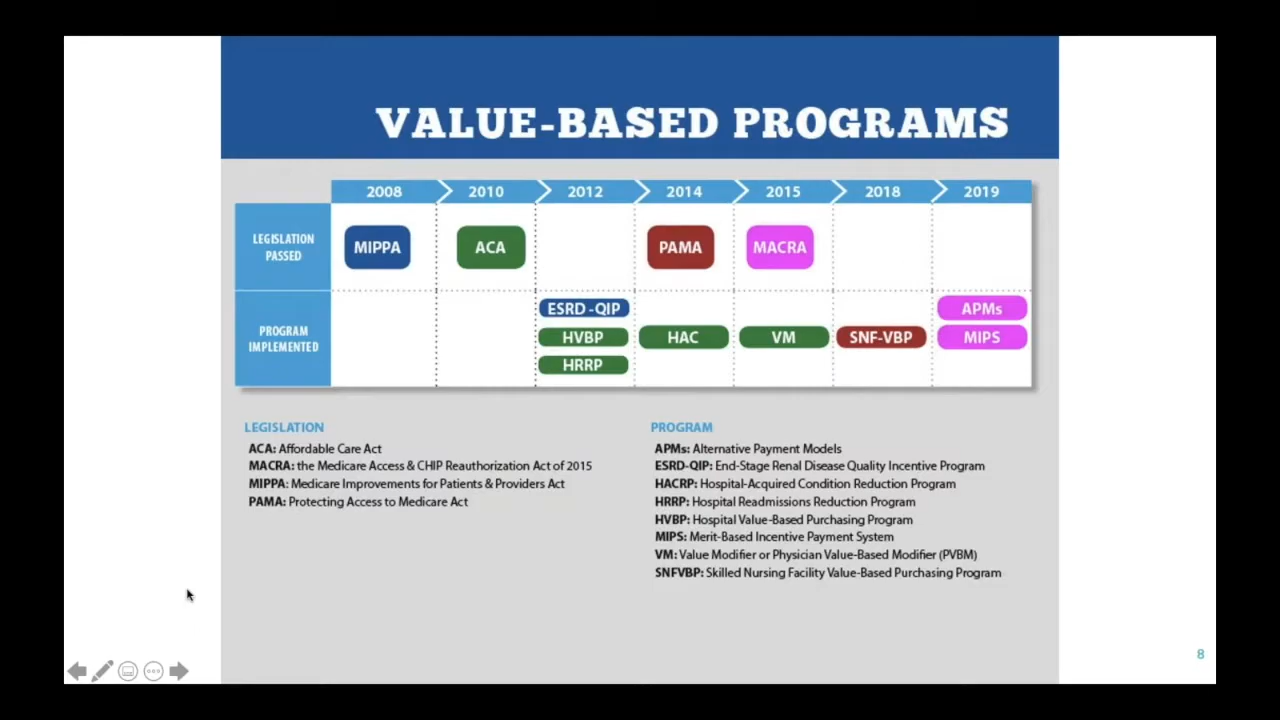 VALUE-BASED PROGRAMS
2008 2010 2012 2014 2015 2018 2019
LEGISLATION
PASSED
MIPPA ACA PAMA MACRA
PROGRAM
IMPLEMENTED
ESRD-QIP APMs
HVBP HAC VM SNF-VBP MIPS
HRRP
LEGISLATION
ACA: Affordable Care Act
MACRA: the Medicare Access & CHIP Reauthorization Act of 2015
MIPPA: Medicare Improvements for Patients & Providers Act
PAMA: Protecting Access to Medicare Act
PROGRAM
APMs: Alternative Payment Models
ESRD-QIP: End-Stage Renal Disease Quality Incentive Program
HACRP: Hospital-Acquired Condition Reduction Program
HRRP: Hospital Readmissions Reduction Program
HVBP: Hospital Value-Based Purchasing Program
MIPS: Merit-Based Incentive Payment System
VM: Value Modifier or Physician Value-Based Modifier (PVBM)
SNFVBP: Skilled Nursing Facility Value-Based Purchasing Program
8